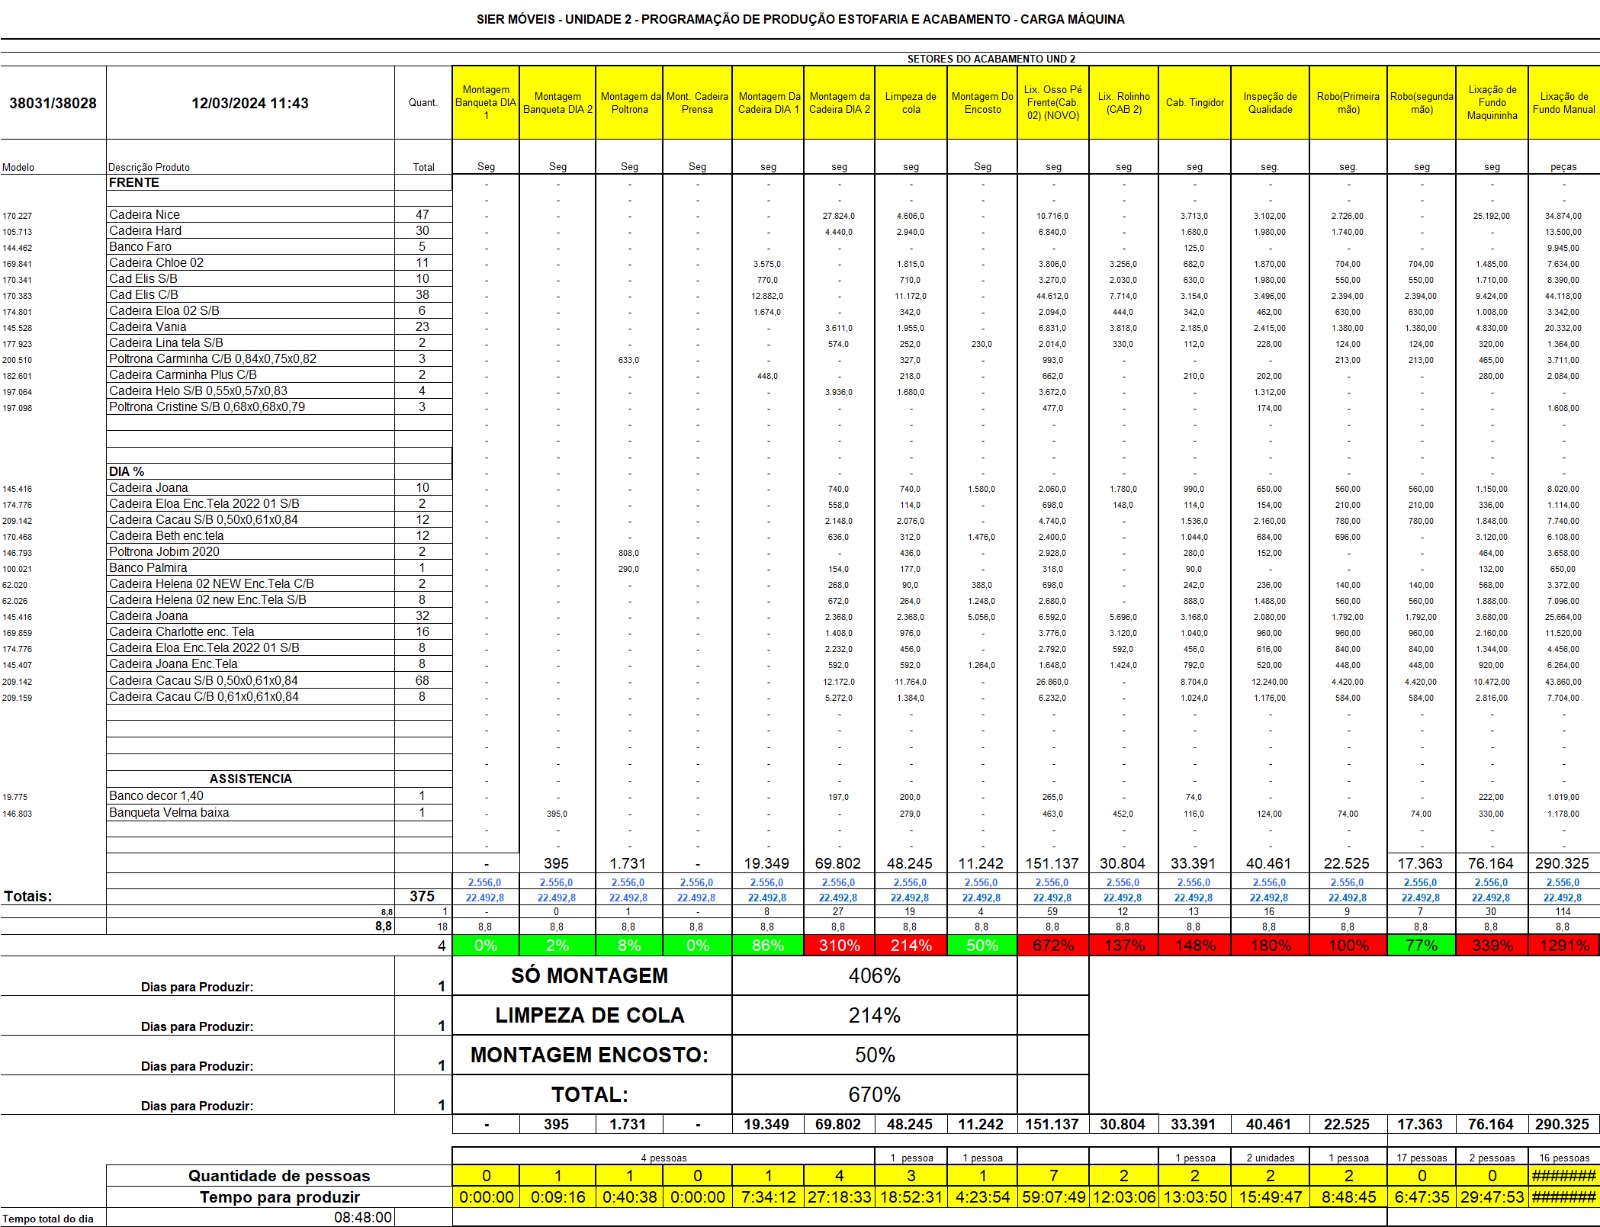 SIER MÓVEIS - UNIDADE 2 - PROGRAMAÇÃO DE PRODUÇÃO ESTOFARIA E ACABAMENTO - CARGA MÁQUINA
SETORES DO ACABAMENTO UND 2
38031/38028 12/03/2024 11:43 Quant. Montagem Banqueta DIA 1 Montagem Banqueta DIA 2 Montagem da Poltrona Mont. Cadeira Prensa Montagem Da Cadeira DIA 1 Montagem da Cadeira DIA 2 Limpeza de cola Montagem Do Encosto Lix. Osso Pé Frente(Cab. 02) (NOVO) Lix. Rolinho (CAB 2) Cab. Tingidor Inspeção de Qualidade Robo(Primeira mão) Robo(segunda mão) Lixação de Fundo Maquininha Lixação de Fundo Manual
Modelo Descrição Produto Total Seg Seg Seg Seg seg seg seg Seg seg seg seg seg. seg. seg seg peças
FRENTE - - - - - - - - - - - - - - - -
- - - - - - - - - - - - - - - -
170.227 Cadeira Nice 47 - - - - - 27.824,0 4.606,0 - 10.716,0 - 3.713,0 3.102,00 2.726,00 - 25.192,00 34.874,00
105.713 Cadeira Hard 30 - - - - - 4.440,0 2.940,0 - 6.840,0 - 1.680,0 1.980,00 1.740,00 - - 13.500,00
144.462 Banco Faro 5 - - - - - - - - - - 125,0 - - - - 9.945,00
169.841 Cadeira Chloe 02 11 - - - - 3.575,0 - 1.815,0 - 3.806,0 3.256,0 682,0 1.870,00 704,00 704,00 1.485,00 7.634,00
170.341 Cad Elis S/B 10 - - - - 770,0 - 710,0 - 3.270,0 2.030,0 630,0 1.980,00 550,00 550,00 1.710,00 8.390,00
170.383 Cad Elis C/B 38 - - - - 12.882,0 - 11.172,0 - 44.612,0 7.714,0 3.154,0 3.496,00 2.394,00 2.394,00 9.424,00 44.118,00
174.801 Cadeira Eloa 02 S/B 6 - - - - 1.674,0 - 342,0 - 2.094,0 444,0 342,0 462,00 630,00 630,00 1.008,00 3.342,00
145.528 Cadeira Vania 23 - - - - - 3.611,0 1.955,0 - 6.831,0 3.818,0 2.185,0 2.415,00 1.380,00 1.380,00 4.830,00 20.332,00
177.923 Cadeira Lina tela S/B 2 - - - - - 574,0 252,0 230,0 2.014,0 330,0 112,0 228,00 124,00 124,00 320,00 1.364,00
200.510 Poltrona Carminha C/B 0,84x0,75x0,82 3 - - 633,0 - - - 327,0 - 993,0 - - - 213,00 213,00 465,00 3.711,00
182.601 Cadeira Carminha Plus C/B 2 - - - - 448,0 - 218,0 - 662,0 - 210,0 202,00 - - 280,00 2.084,00
197.064 Cadeira Helo S/B 0,55x0,57x0,83 4 - - - - - 3.936,0 1.680,0 - 3.672,0 - - 1.312,00 - - - -
197.098 Poltrona Cristine S/B 0,68x0,68x0,79 3 - - - - - - - - 477,0 - - 174,00 - - - 1.608,00
- - - - - - - - - - - - - - - -
- - - - - - - - - - - - - - - -
- - - - - - - - - - - - - - - -
DIA % - - - - - - - - - - - - - - - -
145.416 Cadeira Joana 10 - - - - - 740,0 740,0 1.580,0 2.060,0 1.780,0 990,0 650,00 560,00 560,00 1.150,00 8.020,00
174.776 Cadeira Eloa Enc.Tela 2022 01 S/B 2 - - - - - 558,0 114,0 - 698,0 148,0 114,0 154,00 210,00 210,00 336,00 1.114,00
209.142 Cadeira Cacau S/B 0,50x0,61x0,84 12 - - - - - 2.148,0 2.076,0 - 4.740,0 - 1.536,0 2.160,00 780,00 780,00 1.848,00 7.740,00
170.468 Cadeira Beth enc.tela 12 - - - - - 636,0 312,0 1.476,0 2.400,0 - 1.044,0 684,00 696,00 - 3.120,00 6.108,00
146.793 Poltrona Jobim 2020 2 - - 808,0 - - - 436,0 - 2.928,0 - 280,0 152,00 - - 464,00 3.658,00
100.021 Banco Palmira 1 - - 290,0 - - 154,0 177,0 - 318,0 - 90,0 - - - 132,00 650,00
62.020 Cadeira Helena 02 NEW Enc.Tela C/B 2 - - - - - 268,0 90,0 388,0 698,0 - 242,0 236,00 140,00 140,00 568,00 3.372,00
62.026 Cadeira Helena 02 new Enc.Tela S/B 8 - - - - - 672,0 264,0 1.248,0 2.680,0 - 888,0 1.488,00 560,00 560,00 1.888,00 7.096,00
145.416 Cadeira Joana 32 - - - - - 2.368,0 2.368,0 5.056,0 6.592,0 5.696,0 3.168,0 2.080,00 1.792,00 1.792,00 3.680,00 25.664,00
169.859 Cadeira Charlotte enc. Tela 16 - - - - - 1.408,0 976,0 - 3.776,0 3.120,0 1.040,0 960,00 960,00 960,00 2.160,00 11.520,00
174.776 Cadeira Eloa Enc.Tela 2022 01 S/B 8 - - - - - 2.232,0 456,0 - 2.792,0 592,0 456,0 616,00 840,00 840,00 1.344,00 4.456,00
145.407 Cadeira Joana Enc.Tela 8 - - - - - 592,0 592,0 1.264,0 1.648,0 1.424,0 792,0 520,00 448,00 448,00 920,00 6.264,00
209.142 Cadeira Cacau S/B 0,50x0,61x0,84 68 - - - - - 12.172,0 11.764,0 - 26.860,0 - 8.704,0 12.240,00 4.420,00 4.420,00 10.472,00 43.860,00
209.159 Cadeira Cacau C/B 0,61x0,61x0,84 8 - - - - - 5.272,0 1.384,0 - 6.232,0 - 1.024,0 1.176,00 584,00 584,00 2.816,00 7.704,00
- - - - - - - - - - - - - - - -
- - - - - - - - - - - - - - - -
- - - - - - - - - - - - - - - -
- - - - - - - - - - - - - - - -
ASSISTENCIA - - - - - - - - - - - - - - - -
19.775 Banco decor 1,40 1 - - - - - 197,0 200,0 - 265,0 - 74,0 - - - 222,00 1.019,00
146.803 Banqueta Velma baixa 1 - 395,0 - - - - 279,0 - 463,0 452,0 116,0 124,00 74,00 74,00 330,00 1.178,00
- - - - - - - - - - - - - - - -
- - - - - - - - - - - - - - - -
- 395 1.731 - 19.349 69.802 48.245 11.242 151.137 30.804 33.391 40.461 22.525 17.363 76.164 290.325
2.556,0 2.556,0 2.556,0 2.556,0 2.556,0 2.556,0 2.556,0 2.556,0 2.556,0 2.556,0 2.556,0 2.556,0 2.556,0 2.556,0 2.556,0 2.556,0
Totais: 375 22.492,8 22.492,8 22.492,8 22.492,8 22.492,8 22.492,8 22.492,8 22.492,8 22.492,8 22.492,8 22.492,8 22.492,8 22.492,8 22.492,8 22.492,8 22.492,8
8,8 1 - 0 1 - 8 27 19 4 59 12 13 16 9 7 30 114
8,8 18 8,8 8,8 8,8 8,8 8,8 8,8 8,8 8,8 8,8 8,8 8,8 8,8 8,8 8,8 8,8 8,8
4 0% 2% 8% 0% 86% 310% 214% 50% 672% 137% 148% 180% 100% 77% 339% 1291%
Dias para Produzir: 1 SÓ MONTAGEM 406%
Dias para Produzir: 1 LIMPEZA DE COLA 214%
Dias para Produzir: 1 MONTAGEM ENCOSTO: 50%
Dias para Produzir: 1 TOTAL: 670%
- 395 1.731 - 19.349 69.802 48.245 11.242 151.137 30.804 33.391 40.461 22.525 17.363 76.164 290.325
4 pessoas 1 pessoa 1 pessoa 1 pessoa 2 unidades 1 pessoa 17 pessoas 2 pessoas 16 pessoas
Quantidade de pessoas 0 1 1 0 1 4 3 1 7 2 2 2 2 0 0 #######
Tempo para produzir 0:00:00 0:09:16 0:40:38 0:00:00 7:34:12 27:18:33 18:52:31 4:23:54 59:07:49 12:03:06 13:03:50 15:49:47 8:48:45 6:47:35 29:47:53 #######
Tempo total do dia 08:48:00